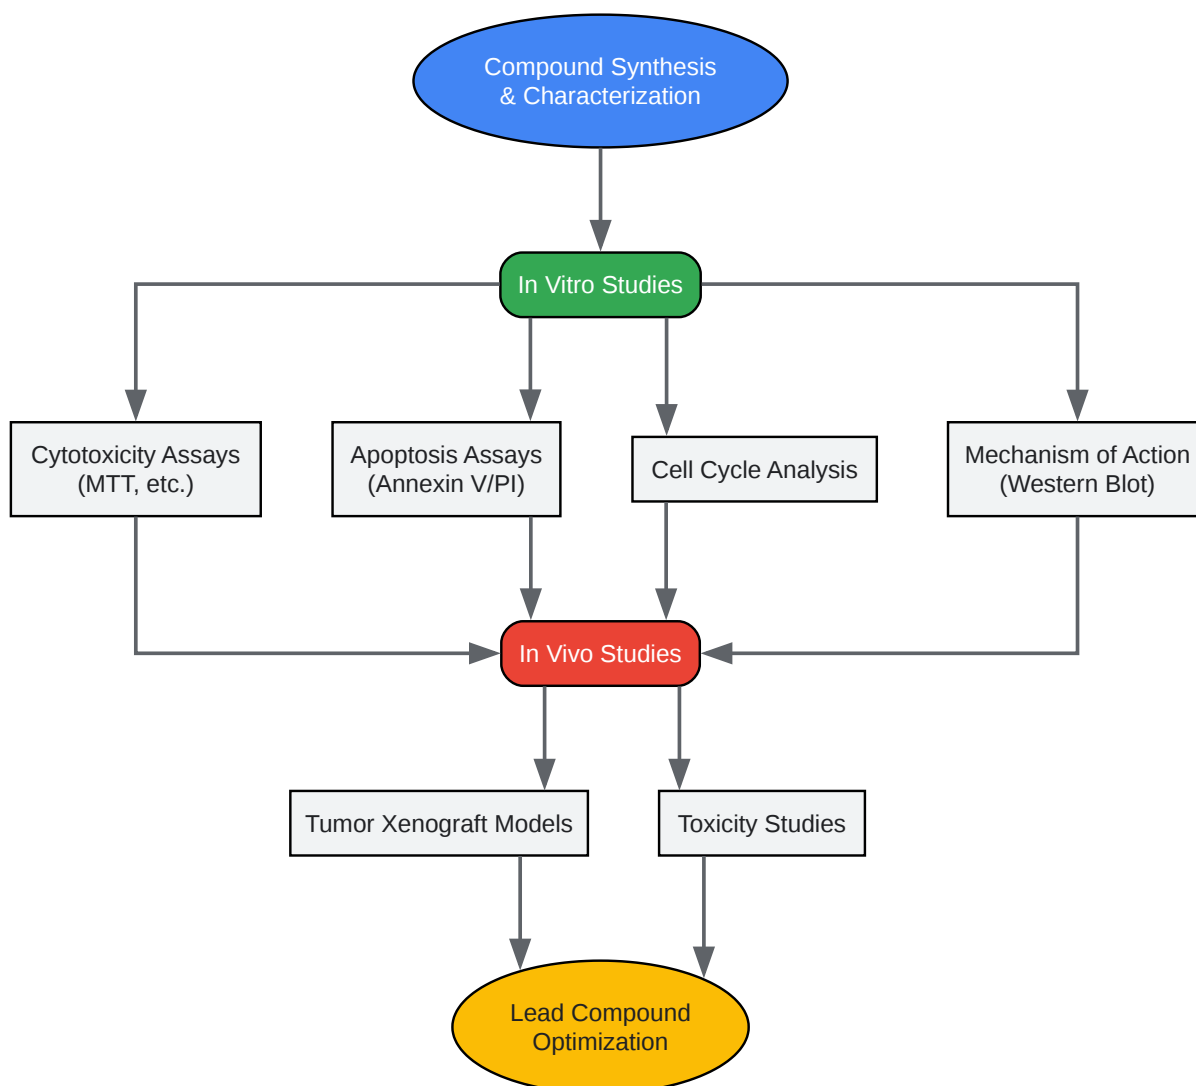 Compound Synthesis
& Characterization
In Vitro Studies
Cytotoxicity Assays
(MTT, etc.)
Apoptosis Assays
(Annexin V/PI)
Cell Cycle Analysis
Mechanism of Action
(Western Blot)
In Vivo Studies
Tumor Xenograft Models
Toxicity Studies
Lead Compound
Optimization